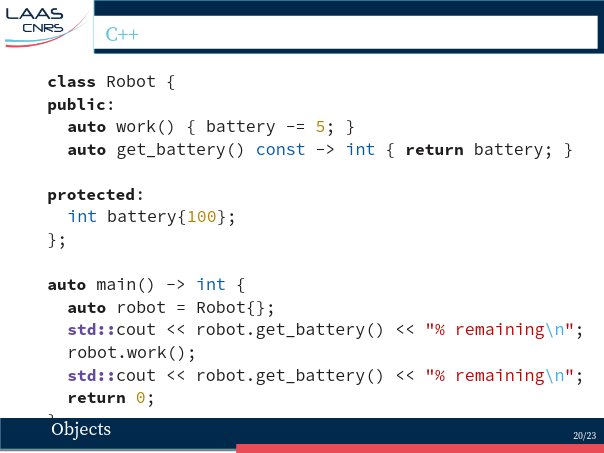 LAAS
CNRS
C++
class Robot {
public:
  auto work() { battery -= 5; }
  auto get_battery() const -> int { return battery; }

protected:
  int battery{100};
};

auto main() -> int {
  auto robot = Robot{};
  std::cout << robot.get_battery() << "% remaining\n";
  robot.work();
  std::cout << robot.get_battery() << "% remaining\n";
  return 0;
Objects
20/23